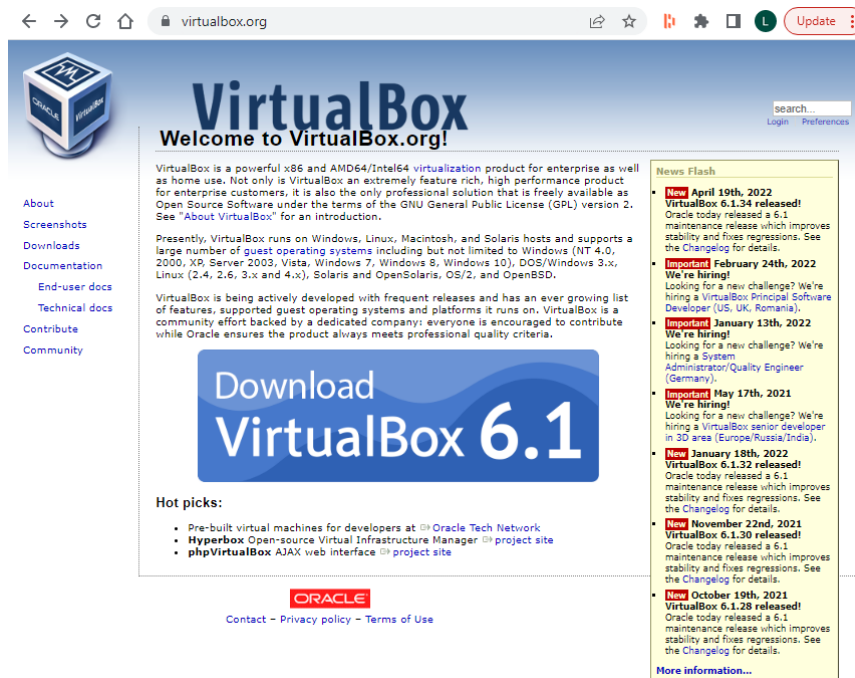 virtualbox.org
L
Update
ORACLE
VirtualBox
VirtualBox
search...
Login Preferences
Welcome to VirtualBox.org!
About
Screenshots
Downloads
Documentation
End-user docs
Technical docs
Contribute
Community
VirtualBox is a powerful x86 and AMD64/Intel64 virtualization product for enterprise as well
as home use. Not only is VirtualBox an extremely feature rich, high performance product
for enterprise customers, it is also the only professional solution that is freely available as
Open Source Software under the terms of the GNU General Public License (GPL) version 2.
See "About VirtualBox" for an introduction.
Presently, VirtualBox runs on Windows, Linux, Macintosh, and Solaris hosts and supports a
large number of guest operating systems including but not limited to Windows (NT 4.0,
2000, XP, Server 2003, Vista, Windows 7, Windows 8, Windows 10), DOS/Windows 3.x,
Linux (2.4, 2.6, 3.x and 4.x), Solaris and OpenSolaris, OS/2, and OpenBSD.
VirtualBox is being actively developed with frequent releases and has an ever growing list
of features, supported guest operating systems and platforms it runs on. VirtualBox is a
community effort backed by a dedicated company: everyone is encouraged to contribute
while Oracle ensures the product always meets professional quality criteria.
Download
VirtualBox 6.1
Hot picks:
Pre-built virtual machines for developers at Oracle Tech Network
Hyperbox Open-source Virtual Infrastructure Manager project site
phpVirtualBox AJAX web interface project site
News Flash
New April 19th, 2022
VirtualBox 6.1.34 released!
Oracle today released a 6.1
maintenance release which improves
stability and fixes regressions. See
the Changelog for details.
Important February 24th, 2022
We're hiring!
Looking for a new challenge? We're
hiring a VirtualBox Principal Software
Developer (US, UK, Romania).
Important January 13th, 2022
We're hiring!
Looking for a new challenge? We're
hiring a System
Administrator/Quality Engineer
(Germany).
Important May 17th, 2021
We're hiring!
Looking for a new challenge? We're
hiring a VirtualBox senior developer
in 3D area (Europe/Russia/India).
New January 18th, 2022
VirtualBox 6.1.32 released!
Oracle today released a 6.1
maintenance release which improves
stability and fixes regressions. See
the Changelog for details.
New November 22nd, 2021
VirtualBox 6.1.30 released!
Oracle today released a 6.1
maintenance release which improves
stability and fixes regressions. See
the Changelog for details.
New October 19th, 2021
VirtualBox 6.1.28 released!
Oracle today released a 6.1
maintenance release which improves
stability and fixes regressions. See
the Changelog for details.
More information...
ORACLE
Contact – Privacy policy – Terms of Use